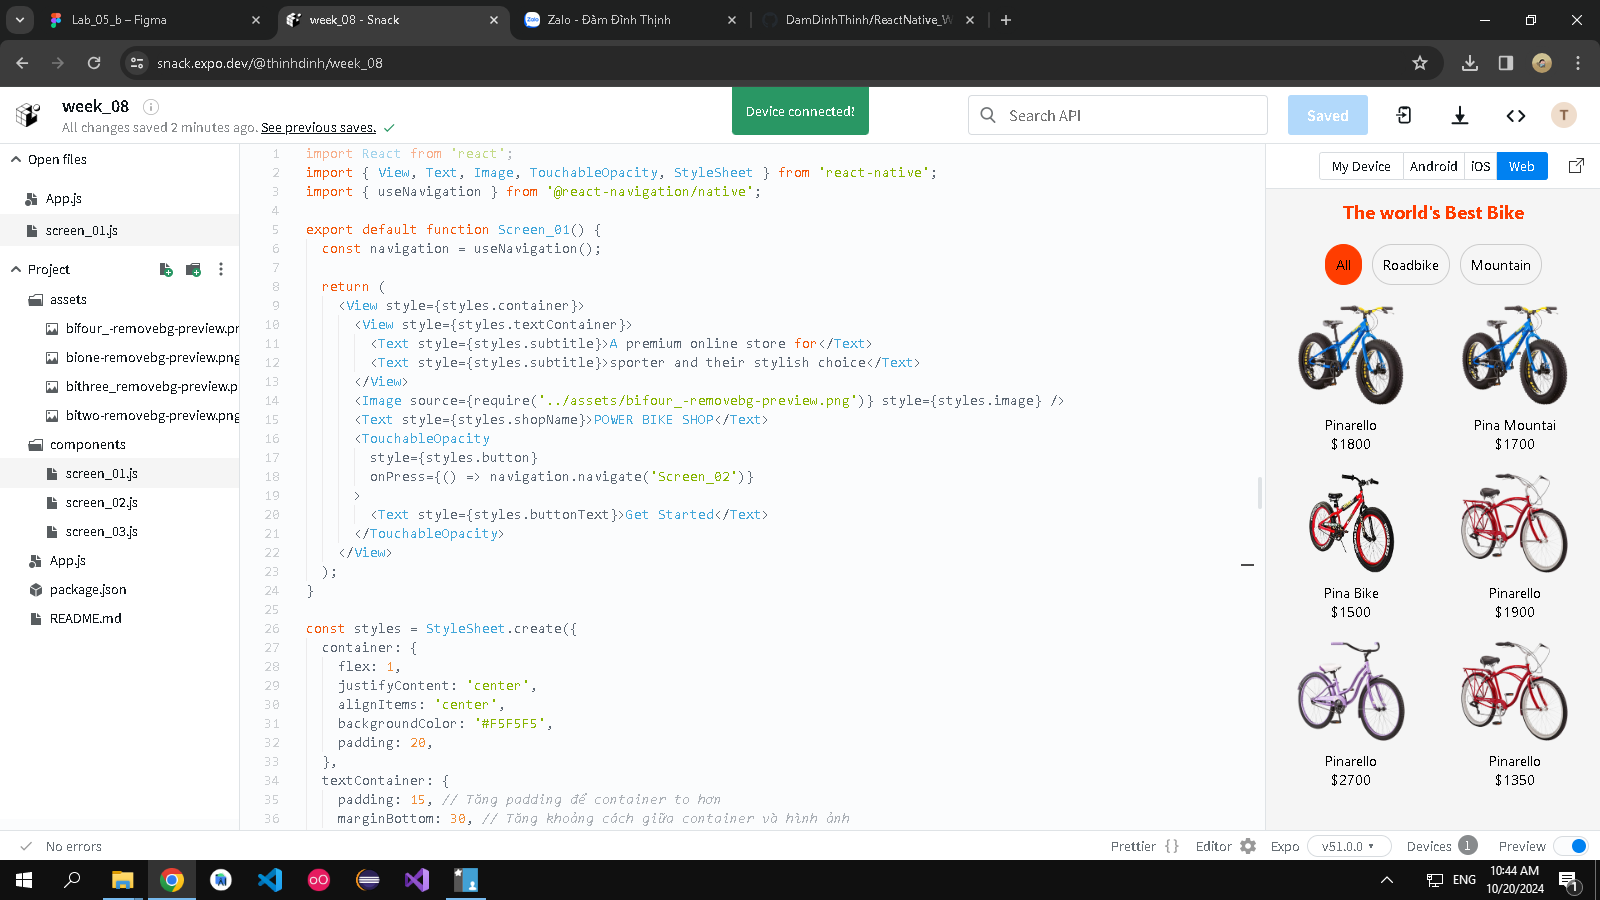 Lab_05_b – Figma
week_08 - Snack
Zalo - Đàm Đình Thịnh
DamDinhThinh/ReactNative_W
snack.expo.dev/@thinhdinh/week_08
week_08
All changes saved 2 minutes ago. See previous saves.
Device connected!
Search API
Saved
T
Open files
App.js
screen_01.js
Project
assets
bifour_-removebg-preview.pr
bione-removebg-preview.png
bithree_removebg-preview.p
bitwo-removebg-preview.png
components
screen_01.js
screen_02.js
screen_03.js
App.js
package.json
README.md
1 import React from 'react';
2 import { View, Text, Image, TouchableOpacity, StyleSheet } from 'react-native';
3 import { useNavigation } from '@react-navigation/native';
4
5 export default function Screen_01() {
6 const navigation = useNavigation();
7
8 return (
9 <View style={styles.container}>
10 <View style={styles.textContainer}>
11 <Text style={styles.subtitle}>A premium online store for</Text>
12 <Text style={styles.subtitle}>sporter and their stylish choice</Text>
13 </View>
14 <Image source={require('../assets/bifour_-removebg-preview.png')} style={styles.image} />
15 <Text style={styles.shopName}>POWER BIKE SHOP</Text>
16 <TouchableOpacity
17 style={styles.button}
18 onPress={() => navigation.navigate('Screen_02')}
19 >
20 <Text style={styles.buttonText}>Get Started</Text>
21 </TouchableOpacity>
22 </View>
23 );
24 }
25
26 const styles = StyleSheet.create({
27 container: {
28 flex: 1,
29 justifyContent: 'center',
30 alignItems: 'center',
31 backgroundColor: '#F5F5F5',
32 padding: 20,
33 },
34 textContainer: {
35 padding: 15, // Tăng padding để container to hơn
36 marginBottom: 30, // Tăng khoảng cách giữa container và hình ảnh
My Device Android iOS Web
The world's Best Bike
All Roadbike Mountain
Pinarello Pina Mountai
$1800 $1700
Pina Bike Pinarello
$1500 $1900
Pinarello Pinarello
$2700 $1350
No errors
Prettier {} Editor Expo v51.0.0 Devices 1 Preview
ENG
10:44 AM
10/20/2024
1